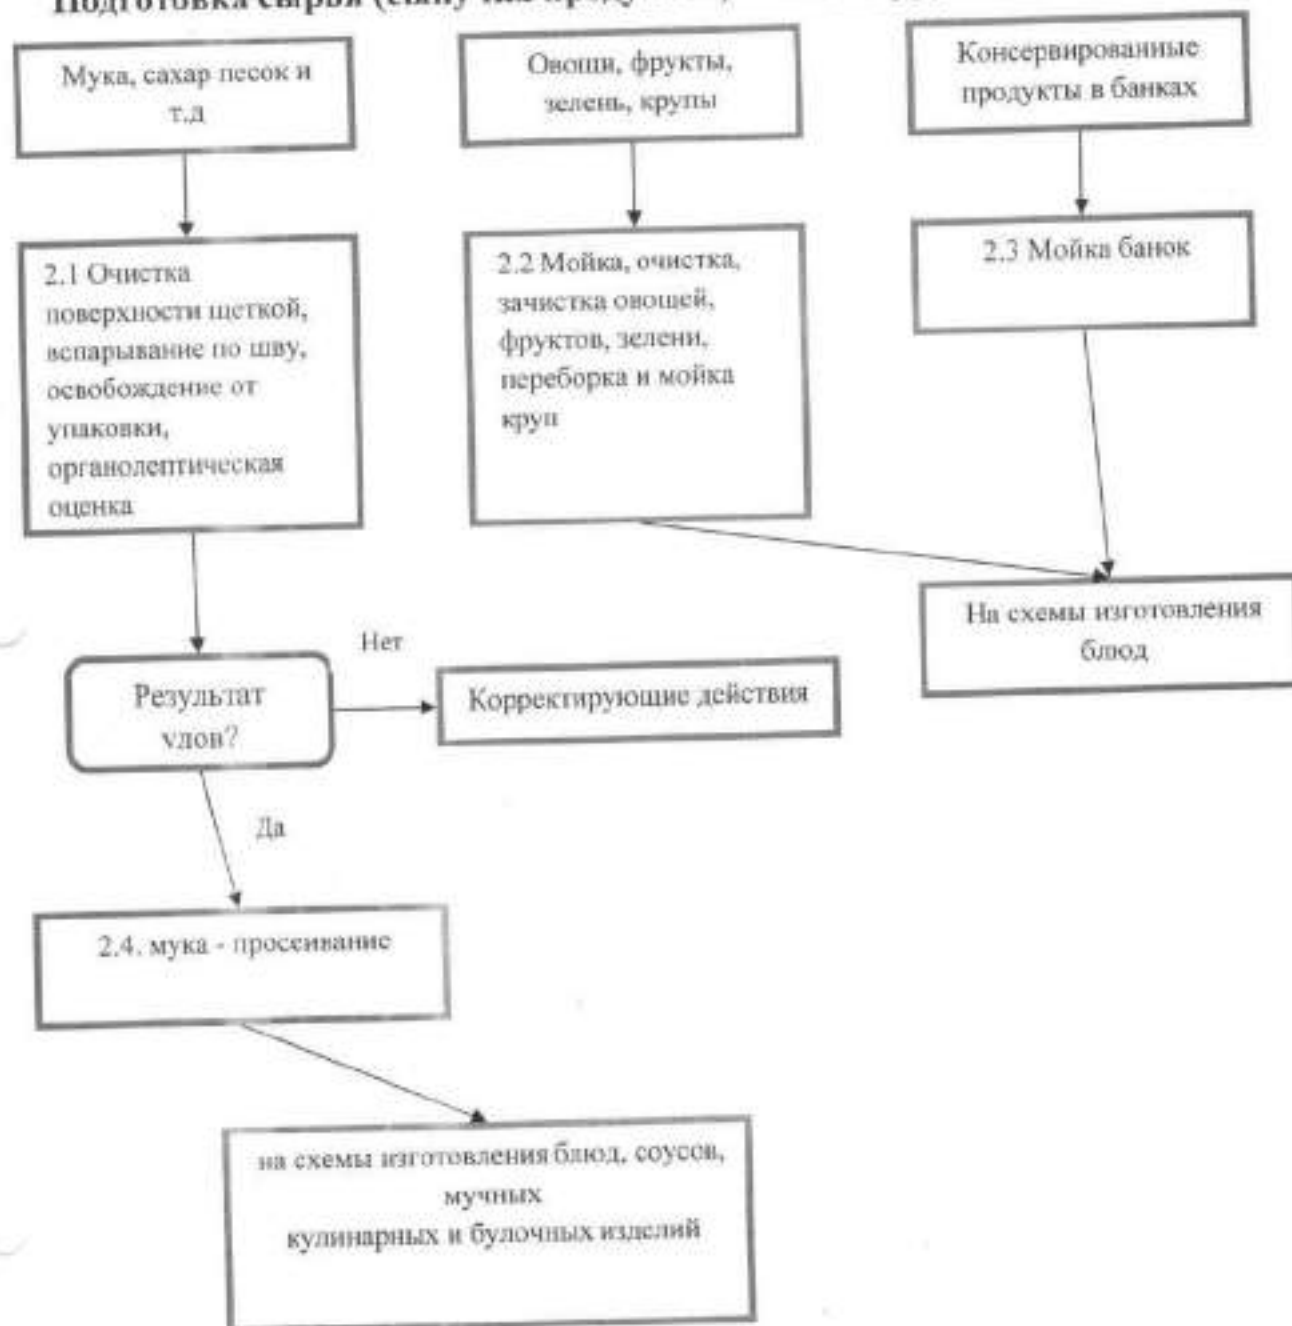 Подготовка сырья
Мука, сахар песок и
т.д
Овощи, фрукты,
зелень, крупы
Консервированные
продукты в банках
2.1 Очистка
поверхности щеткой,
вспарывание по шву,
освобождение от
упаковки,
органолептическая
оценка
2.2 Мойка, очистка,
зачистка овощей,
фруктов, зелени,
переборка и мойка
круп
2.3 Мойка банок
На схемы изготовления
блюд
Результат
удов?
Нет
Корректирующие действия
Да
2.4. мука - просеивание
на схемы изготовления блюд, соусов,
мучных
кулинарных и булочных изделий